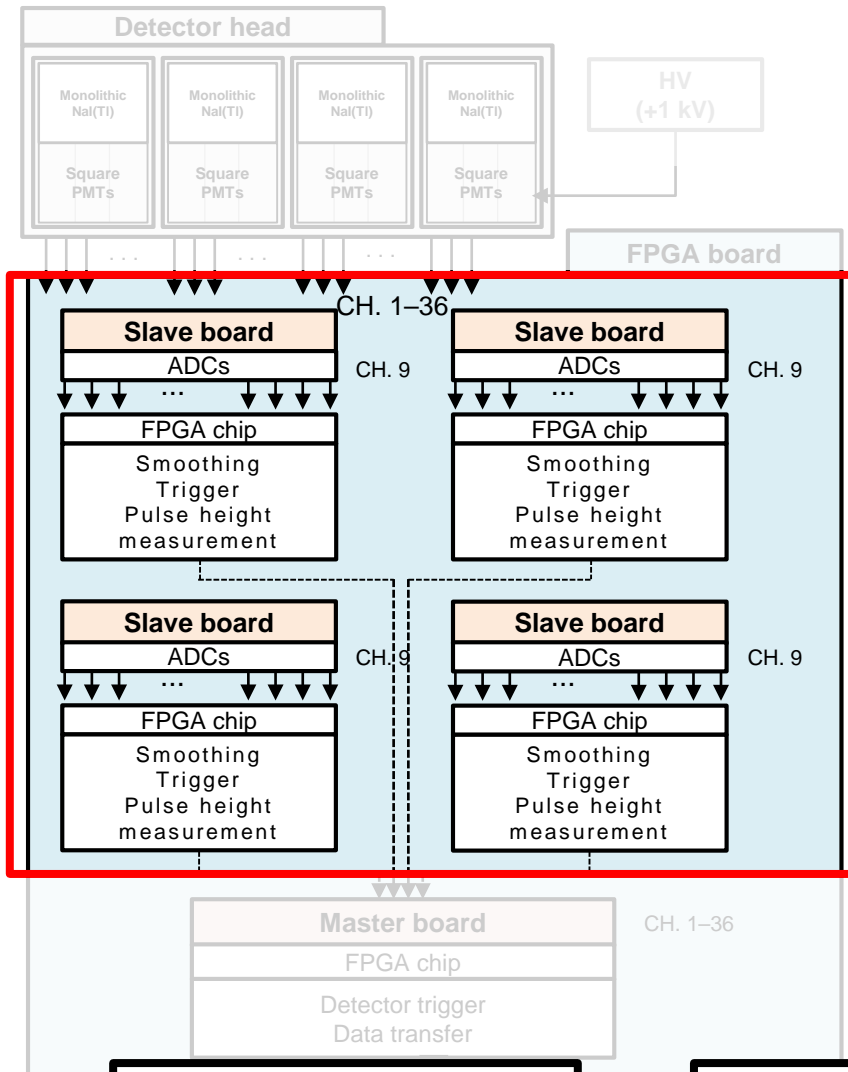 Detector head
Monolithic
NaI(Tl)
Monolithic
NaI(Tl)
Monolithic
NaI(Tl)
Monolithic
NaI(Tl)
Square
PMTs
Square
PMTs
Square
PMTs
Square
PMTs
HV
(+1 kV)
. . .
. . .
. . .
FPGA board
CH. 1–36
Slave board
ADCs
CH. 9
...
FPGA chip
Smoothing
Trigger
Pulse height
measurement
Slave board
ADCs
CH. 9
...
FPGA chip
Smoothing
Trigger
Pulse height
measurement
Slave board
ADCs
CH. 9
...
FPGA chip
Smoothing
Trigger
Pulse height
measurement
Slave board
ADCs
CH. 9
...
FPGA chip
Smoothing
Trigger
Pulse height
measurement
Master board
CH. 1–36
FPGA chip
Detector trigger
Data transfer